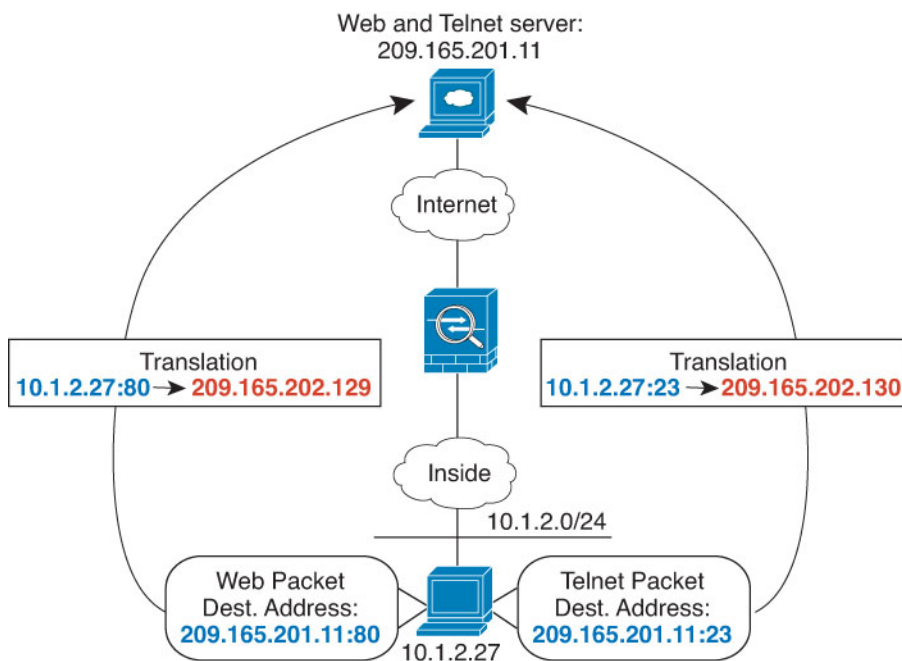 Web and Telnet server:
209.165.201.11
Internet
Translation
10.1.2.27:80 → 209.165.202.129
Translation
10.1.2.27:23 → 209.165.202.130
Inside
10.1.2.0/24
Web Packet
Dest. Address:
209.165.201.11:80
Telnet Packet
Dest. Address:
209.165.201.11:23
10.1.2.27